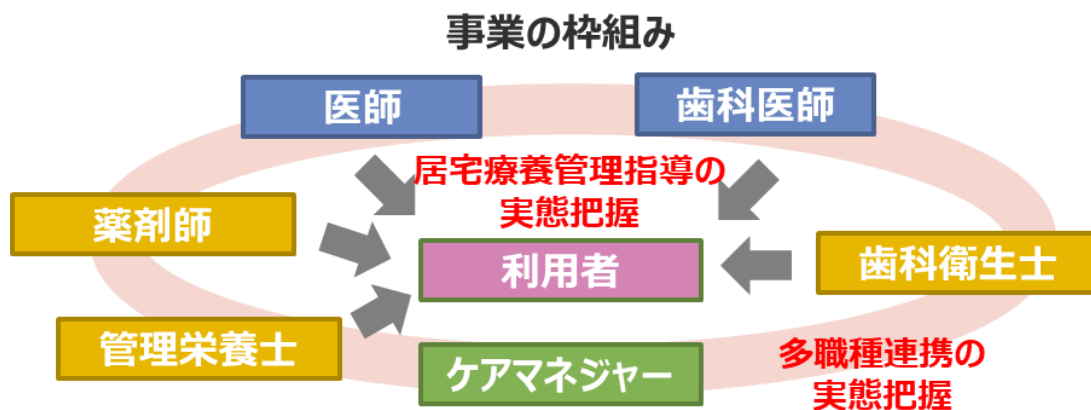 事業の枠組み
医師
歯科医師
居宅療養管理指導の
実態把握
薬剤師
利用者
歯科衛生士
管理栄養士
ケアマネジャー
多職種連携の
実態把握